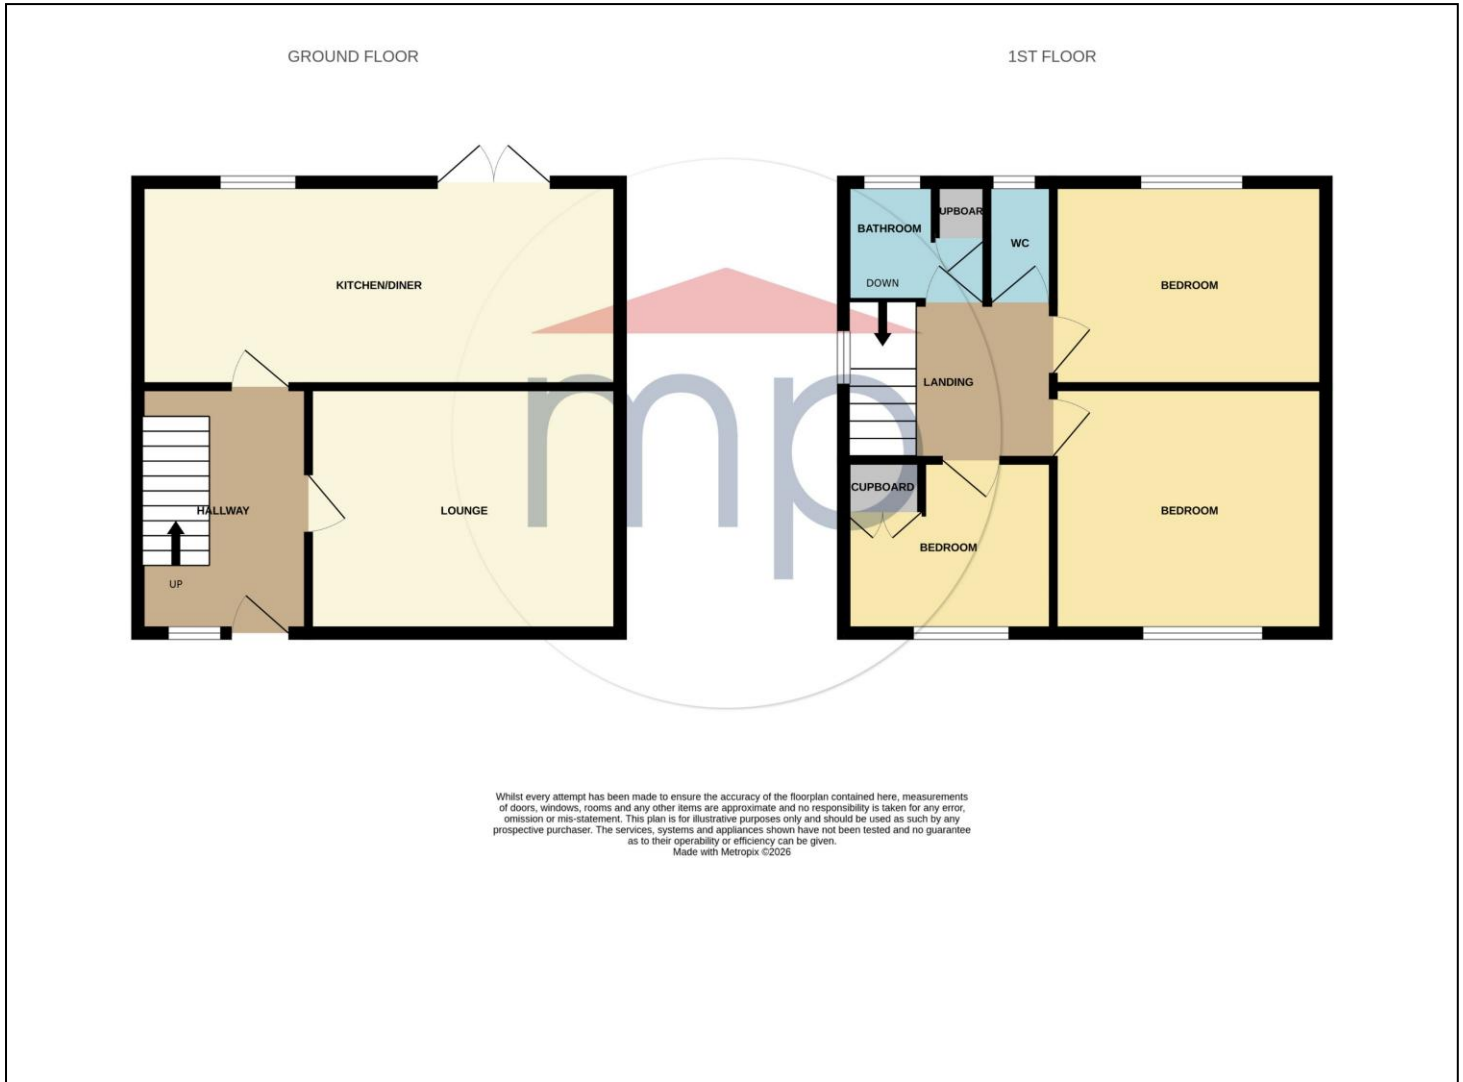 GROUND FLOOR
1ST FLOOR
KITCHEN/DINER
HALLWAY
UP
LOUNGE
BATHROOM
UPBOAR
WC
DOWN
BEDROOM
LANDING
CUPBOARD
BEDROOM
BEDROOM
mp
Whilst every attempt has been made to ensure the accuracy of the floorplan contained here, measurements
of doors, windows, rooms and any other items are approximate and no responsibility is taken for any error,
omission or mis-statement. This plan is for illustrative purposes only and should be used as such by any
prospective purchaser. The services, systems and appliances shown have not been tested and no guarantee
as to their operability or efficiency can be given.
Made with Metropix ©2026